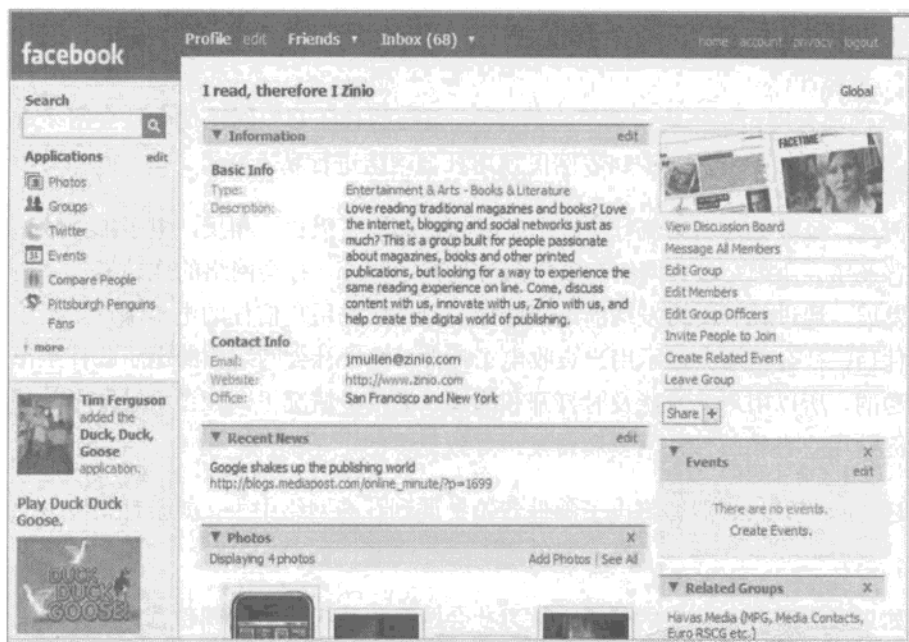 facebook
Profile edit Friends ▾ Inbox (68) ▾
home account privacy logout
Search
Applications edit
Photos
Groups
Twitter
Events
Compare People
Pittsburgh Penguins
Fans
more
Tim Ferguson
added the
Duck, Duck,
Goose
application.
Play Duck Duck
Goose.
DUCK
DUCK
GOOSE!
I read, therefore I Zinio
Global
▼ Information edit
Basic Info
Type: Entertainment & Arts - Books & Literature
Description: Love reading traditional magazines and books? Love
the internet, blogging and social networks just as
much? This is a group built for people passionate
about magazines, books and other printed
publications, but looking for a way to experience the
same reading experience on line. Come, discuss
content with us, innovate with us, Zinio with us, and
help create the digital world of publishing.
Contact Info
Email: jmullen@zinio.com
Website: http://www.zinio.com
Office: San Francisco and New York
▼ Recent News edit
Google shakes up the publishing world
http://blogs.mediapost.com/online_minute/?p=1699
▼ Photos X
Displaying 4 photos Add Photos | See All
FACETIME
View Discussion Board
Message All Members
Edit Group
Edit Members
Edit Group Officers
Invite People to Join
Create Related Event
Leave Group
Share +
▼ Events X
edit
There are no events.
Create Events.
▼ Related Groups X
Havas Media (MPG, Media Contacts,
Euro RSCG etc.)